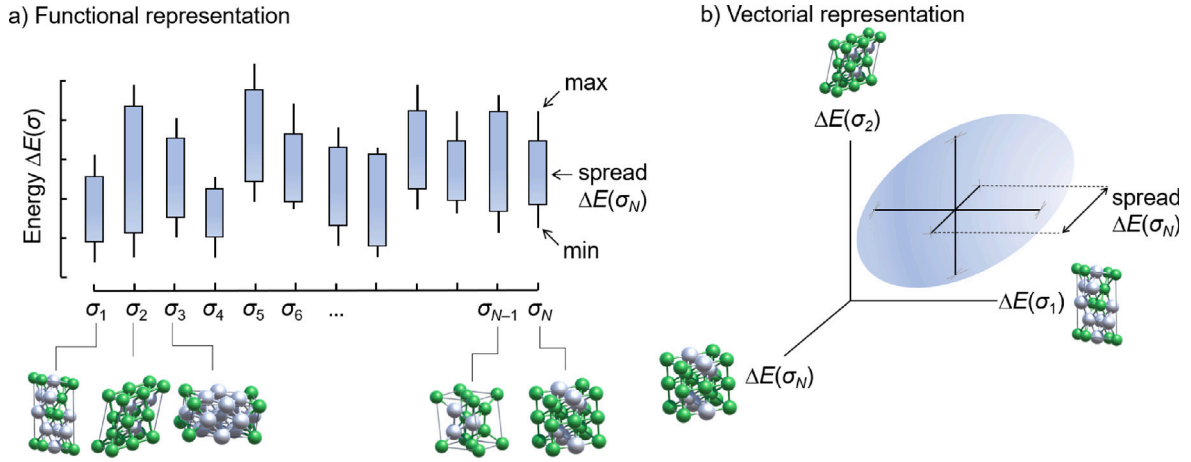 a) Functional representation
Energy ΔE(σ)
max
spread
ΔE(σN)
min
σ1 σ2 σ3 σ4 σ5 σ6 ... σN–1 σN
b) Vectorial representation
ΔE(σ2)
spread
ΔE(σN)
ΔE(σ1)
ΔE(σN)